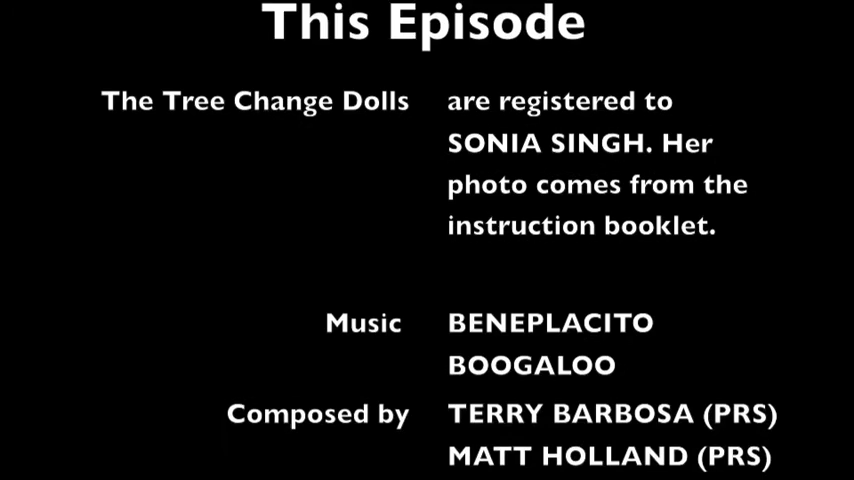 This Episode
The Tree Change Dolls are registered to
SONIA SINGH. Her
photo comes from the
instruction booklet.
Music BENEPLACITO
BOOGALOO
Composed by TERRY BARBOSA (PRS)
MATT HOLLAND (PRS)